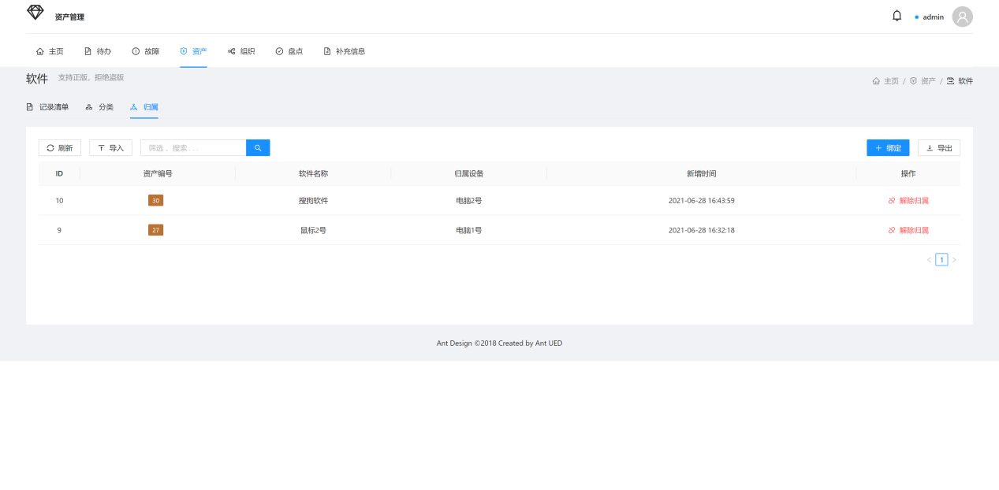 资产管理
admin
主页 待办 故障 资产 组织 盘点 补充信息
软件 支持正版，拒绝盗版
主页 / 资产 / 软件
记录清单 分类 归属
刷新 导入 筛选 、搜索 . . . 绑定 导出
ID 资产编号 软件名称 归属设备 新增时间 操作
10 30 搜狗软件 电脑2号 2021-06-28 16:43:59 解除归属
9 27 鼠标2号 电脑1号 2021-06-28 16:32:18 解除归属
< 1 >
Ant Design ©2018 Created by Ant UED